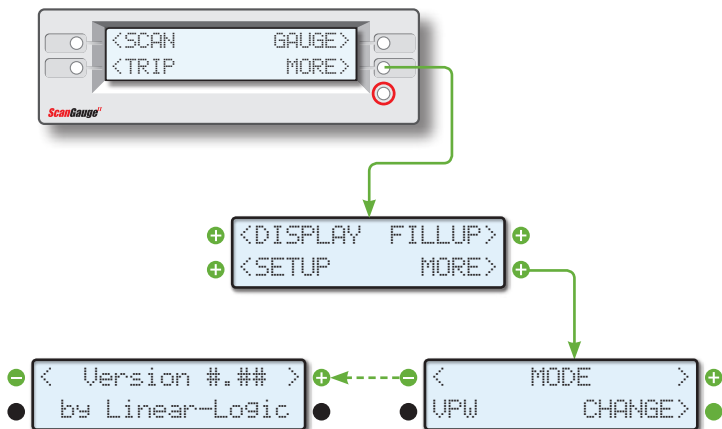 <SCAN GAUGE>
<TRIP MORE>
ScanGauge II
<DISPLAY FILLUP>
<SETUP MORE>
< Version #.## >
by Linear-Logic
< MODE >
VPW CHANGE>